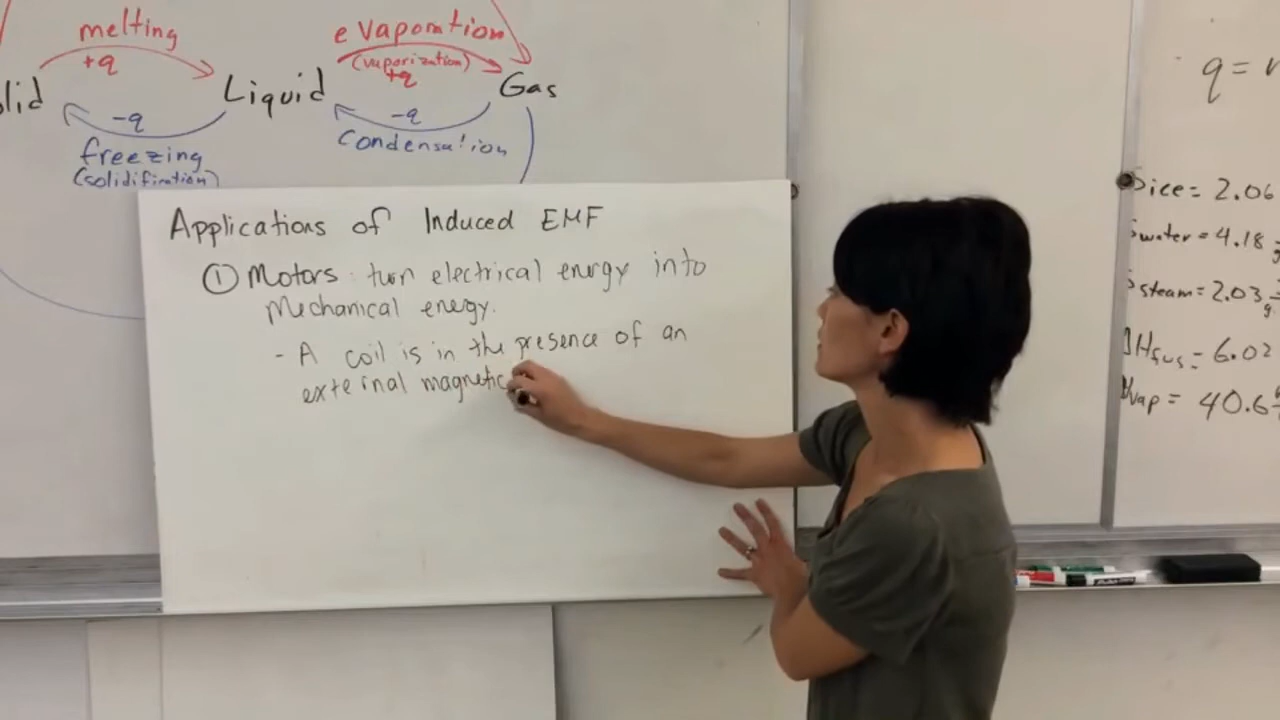 melting
+q
evaporation
(vaporization)
+q
Liquid
Gas
-q
freezing
(solidification)
-q
Condensation
Applications of Induced EMF
① Motors: turn electrical energy into
Mechanical energy.
- A coil is in the presence of an
external magnetic
q =
ice = 2.06
water = 4.18
steam = 2.03
ΔHfus = 6.02
vap = 40.6